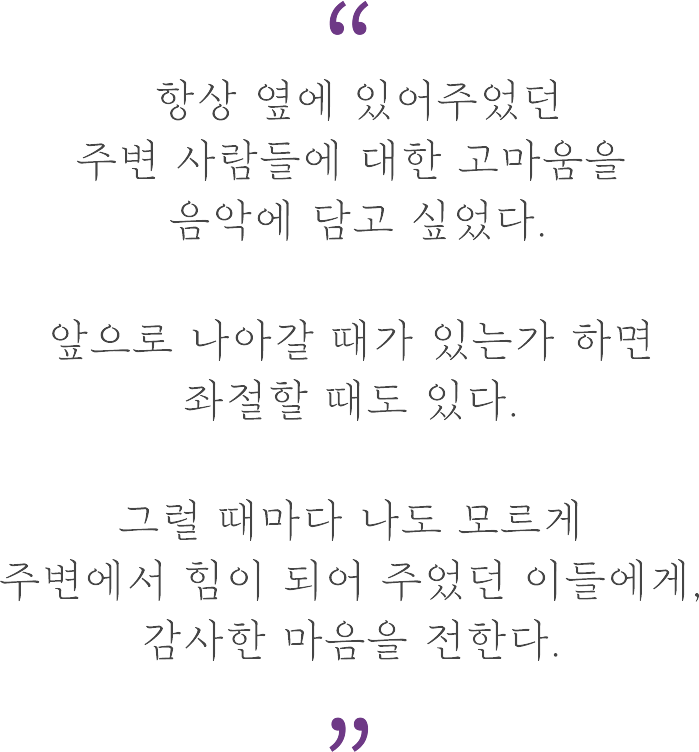 “
항상 옆에 있어주었던
주변 사람들에 대한 고마움을
음악에 담고 싶었다.
앞으로 나아갈 때가 있는가 하면
좌절할 때도 있다.
그럴 때마다 나도 모르게
주변에서 힘이 되어 주었던 이들에게,
감사한 마음을 전한다.
”